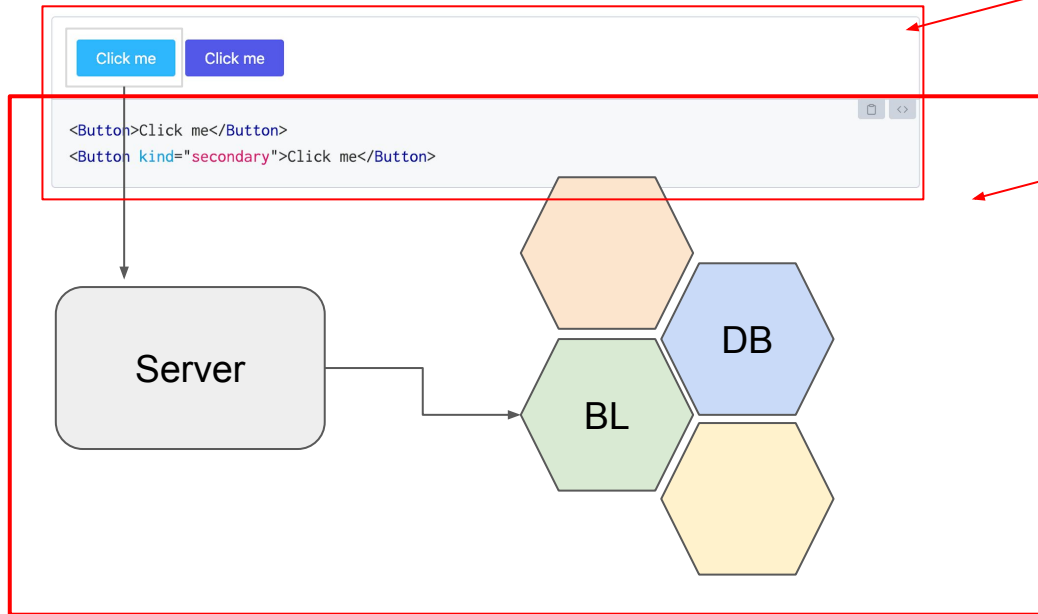 Click me Click me
<Button>Click me</Button>
<Button kind="secondary">Click me</Button>
DB
Server
BL